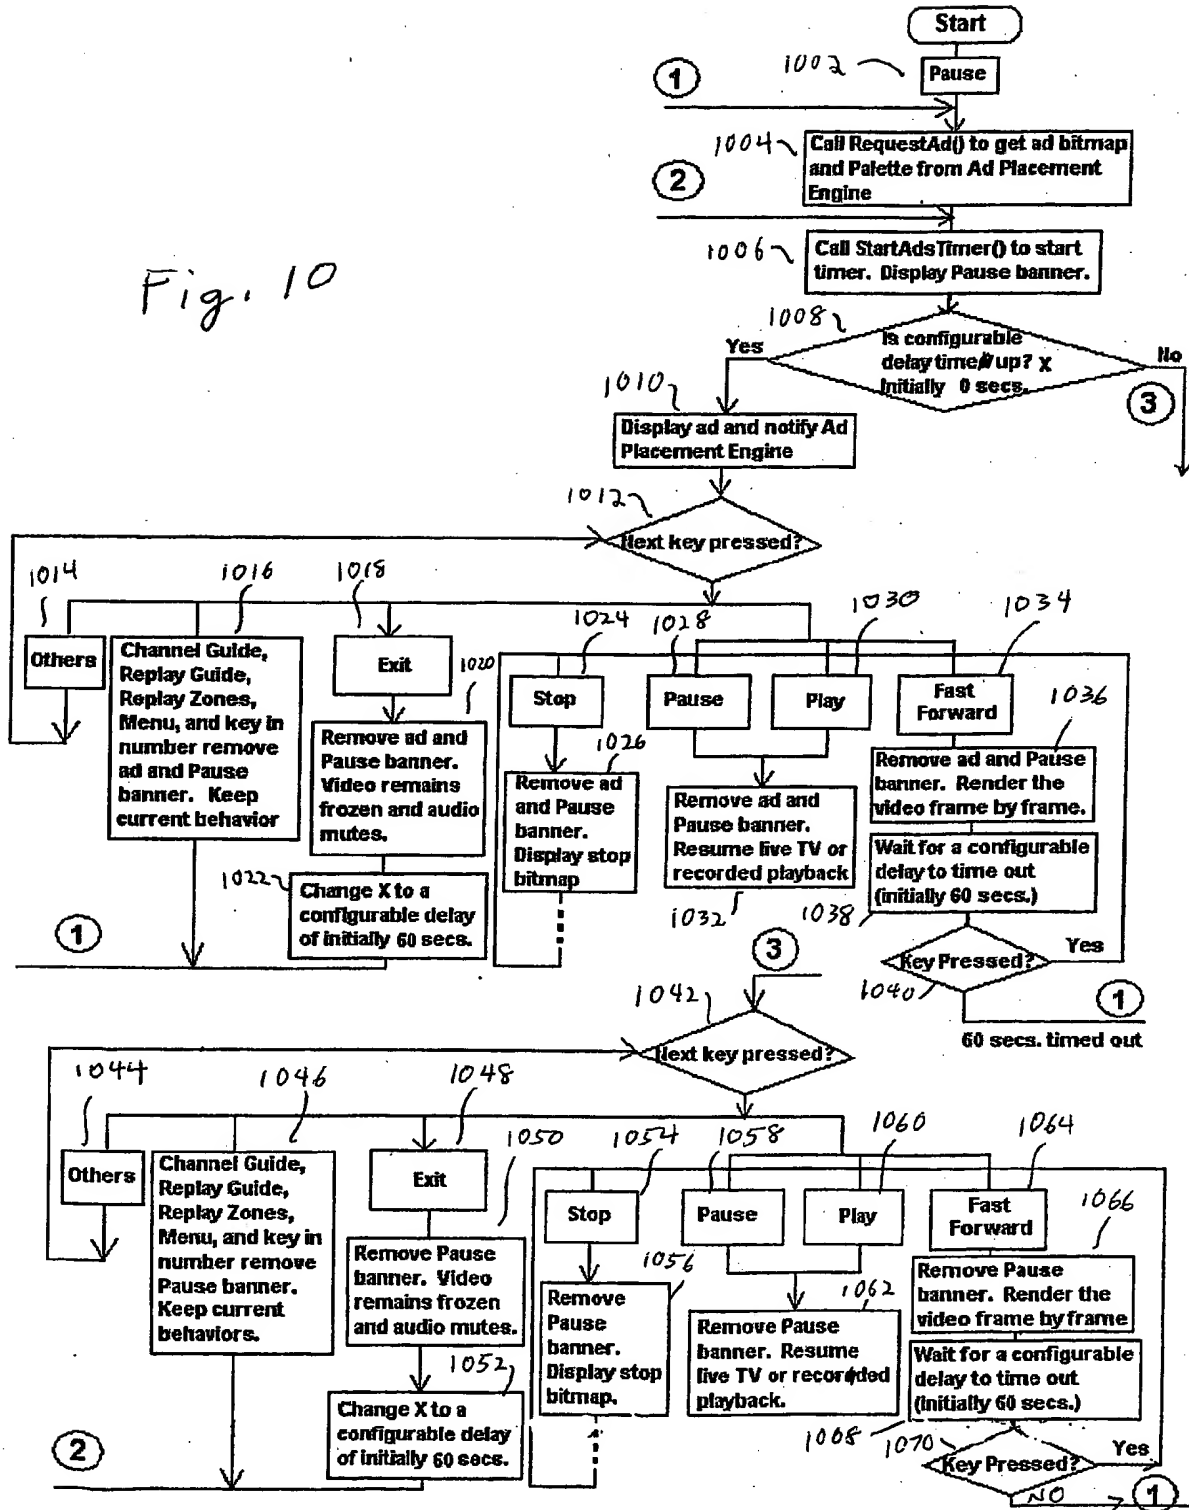 Start
1002
Pause
1
1004
Call RequestAd() to get ad bitmap
and Palette from Ad Placement
Engine
2
1006
Call StartAdsTimer() to start
timer. Display Pause banner.
Fig. 10
1008
Is configurable
delay time up? X
Initially 0 secs.
Yes
No
3
1010
Display ad and notify Ad
Placement Engine
1012
Next key pressed?
1014
Others
1016
Channel Guide,
Replay Guide,
Replay Zones,
Menu, and key in
number remove
ad and Pause
banner. Keep
current behavior
1018
Exit
1020
Remove ad and
Pause banner.
Video remains
frozen and audio
mutes.
1022
Change X to a
configurable delay
of initially 60 secs.
1
1024
Stop
1026
Remove ad
and Pause
banner.
Display stop
bitmap
1028
Pause
1030
Play
Remove ad and
Pause banner.
Resume live TV or
recorded playback
1032
1034
Fast
Forward
1036
Remove ad and Pause
banner. Render the
video frame by frame.
Wait for a configurable
delay to time out
(initially 60 secs.)
1038
Key Pressed?
Yes
1040
1
60 secs. timed out
3
1042
Next key pressed?
1044
Others
1046
Channel Guide,
Replay Guide,
Replay Zones,
Menu, and key in
number remove
Pause banner.
Keep current
behaviors.
1048
Exit
1050
Remove Pause
banner. Video
remains frozen
and audio mutes.
1052
Change X to a
configurable delay
of initially 60 secs.
2
1054
Stop
1056
Remove
Pause
banner.
Display stop
bitmap.
1058
Pause
1060
Play
1062
Remove Pause
banner. Resume
live TV or recorded
playback.
1064
Fast
Forward
1066
Remove Pause
banner. Render the
video frame by frame
Wait for a configurable
delay to time out
(initially 60 secs.)
1068
1070
Key Pressed?
Yes
NO
1